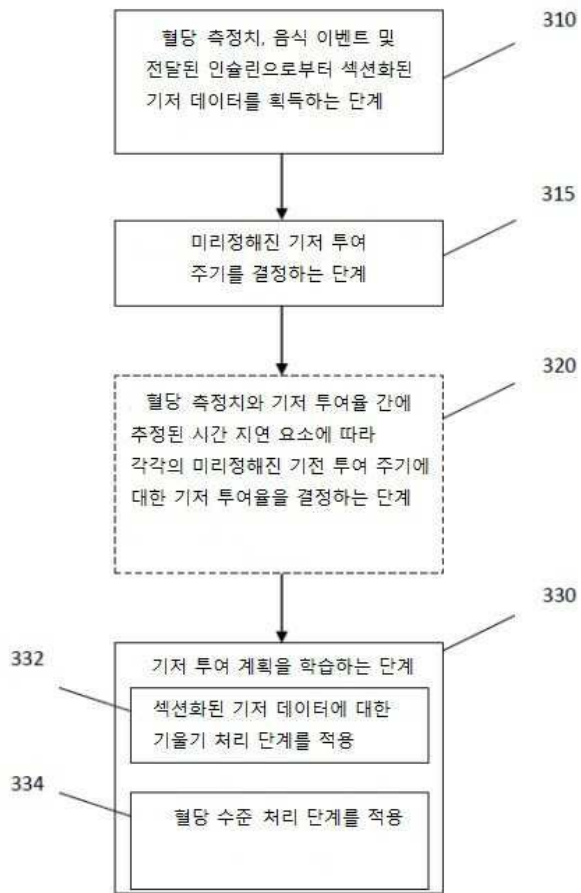 혈당 측정치, 음식 이벤트 및
전달된 인슐린으로부터 섹션화된
기저 데이터를 획득하는 단계
310
미리정해진 기저 투여
주기를 결정하는 단계
315
혈당 측정치와 기저 투여율 간에
추정된 시간 지연 요소에 따라
각각의 미리정해진 기전 투여 주기에
대한 기저 투여율을 결정하는 단계
320
330
기저 투여 계획을 학습하는 단계
332
섹션화된 기저 데이터에 대한
기울기 처리 단계를 적용
334
혈당 수준 처리 단계를 적용